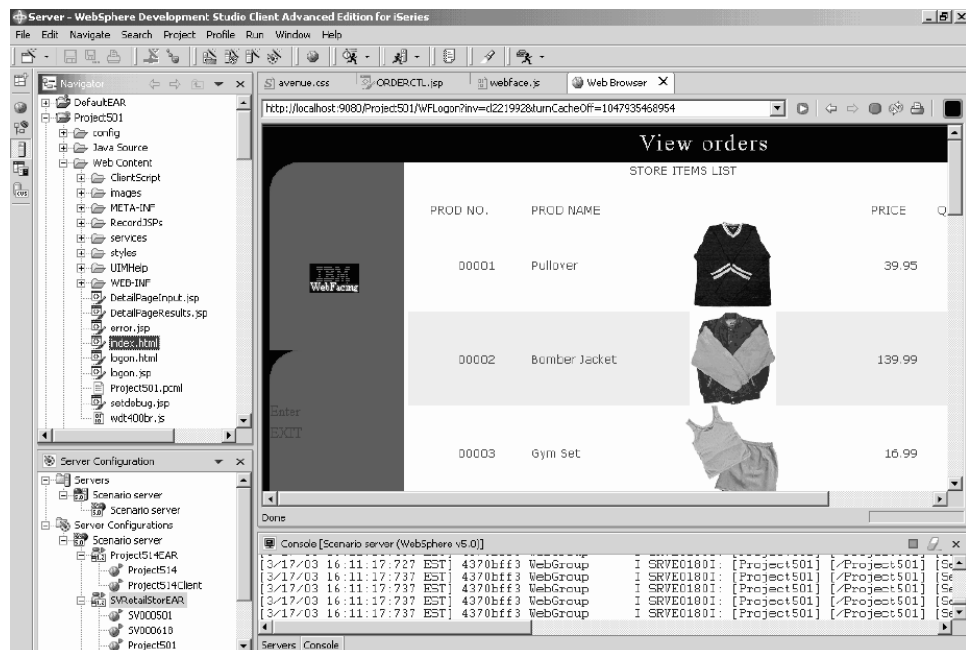 Server - WebSphere Development Studio Client Advanced Edition for iSeries
File Edit Navigate Search Project Profile Run Window Help
Navigator
DefautEAR
Project501
config
Java Source
Web Content
ClientScript
images
META-INF
RecordJSPs
services
styles
UIMHelp
WEB-INF
DetailPageInput.jsp
DetailPageResults.jsp
error.jsp
index.html
logon.html
logon.jsp
Project501.pcml
setdebug.jsp
wdt400br.js
Server Configuration
Servers
Scenario server
Scenario server
Server Configurations
Scenario server
Project514EAR
Project514
Project514Client
SVRetailStorEAR
SV000501
SV000618
Project501
avenue.css ORDERCTL.jsp webface.js Web Browser
http://localhost:9080/Project501/WFLogon?inv=cl221992&turnCacheOff=1047935468954
View orders
STORE ITEMS LIST
PROD NO. PROD NAME PRICE Q
00001 Pullover 39.95
IBM
WebFacing
00002 Bomber Jacket 139.99
Enter
EXIT
00003 Gym Set 16.99
Done
Console [Scenario server (WebSphere v5.0)]
[3/17/03 16:11:17:727 EST] 4370bff3 WebGroup I SRVE0180I: [Project501] [/Project501] [Se
[3/17/03 16:11:17:737 EST] 4370bff3 WebGroup I SRVE0180I: [Project501] [/Project501] [Se
[3/17/03 16:11:17:737 EST] 4370bff3 WebGroup I SRVE0180I: [Project501] [/Project501] [Se
[3/17/03 16:11:17:737 EST] 4370bff3 WebGroup I SRVE0180I: [Project501] [/Project501] [Se
Servers Console